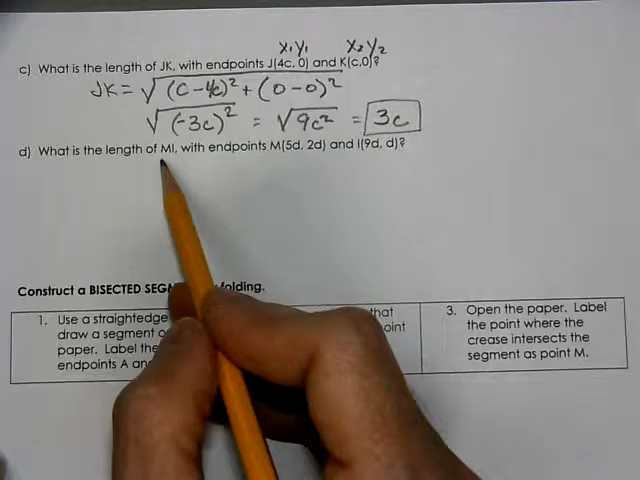 X₁Y₁ X₂Y₂
c) What is the length of JK, with endpoints J(4c, 0) and K(c,0)?
JK = √(C-4C)² + (0-0)²
√(-3C)² = √9C² = 3C
d) What is the length of MI, with endpoints M(5d, 2d) and I(9d, d)?
Construct a BISECTED SEG folding.
1. Use a straightedge
draw a segment o
paper. Label the
endpoints A an
that
oint
3. Open the paper. Label
the point where the
crease intersects the
segment as point M.